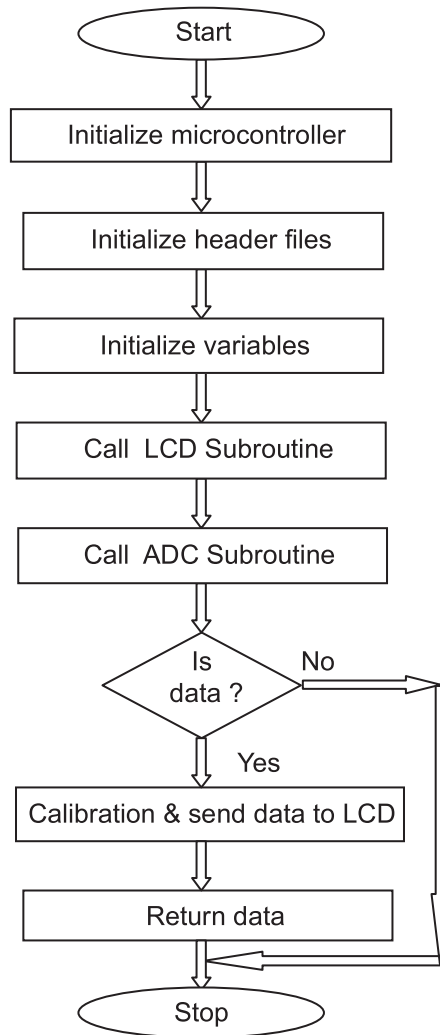 Start
Initialize microcontroller
Initialize header files
Initialize variables
Call LCD Subroutine
Call ADC Subroutine
Is
data ?
No
Yes
Calibration & send data to LCD
Return data
Stop